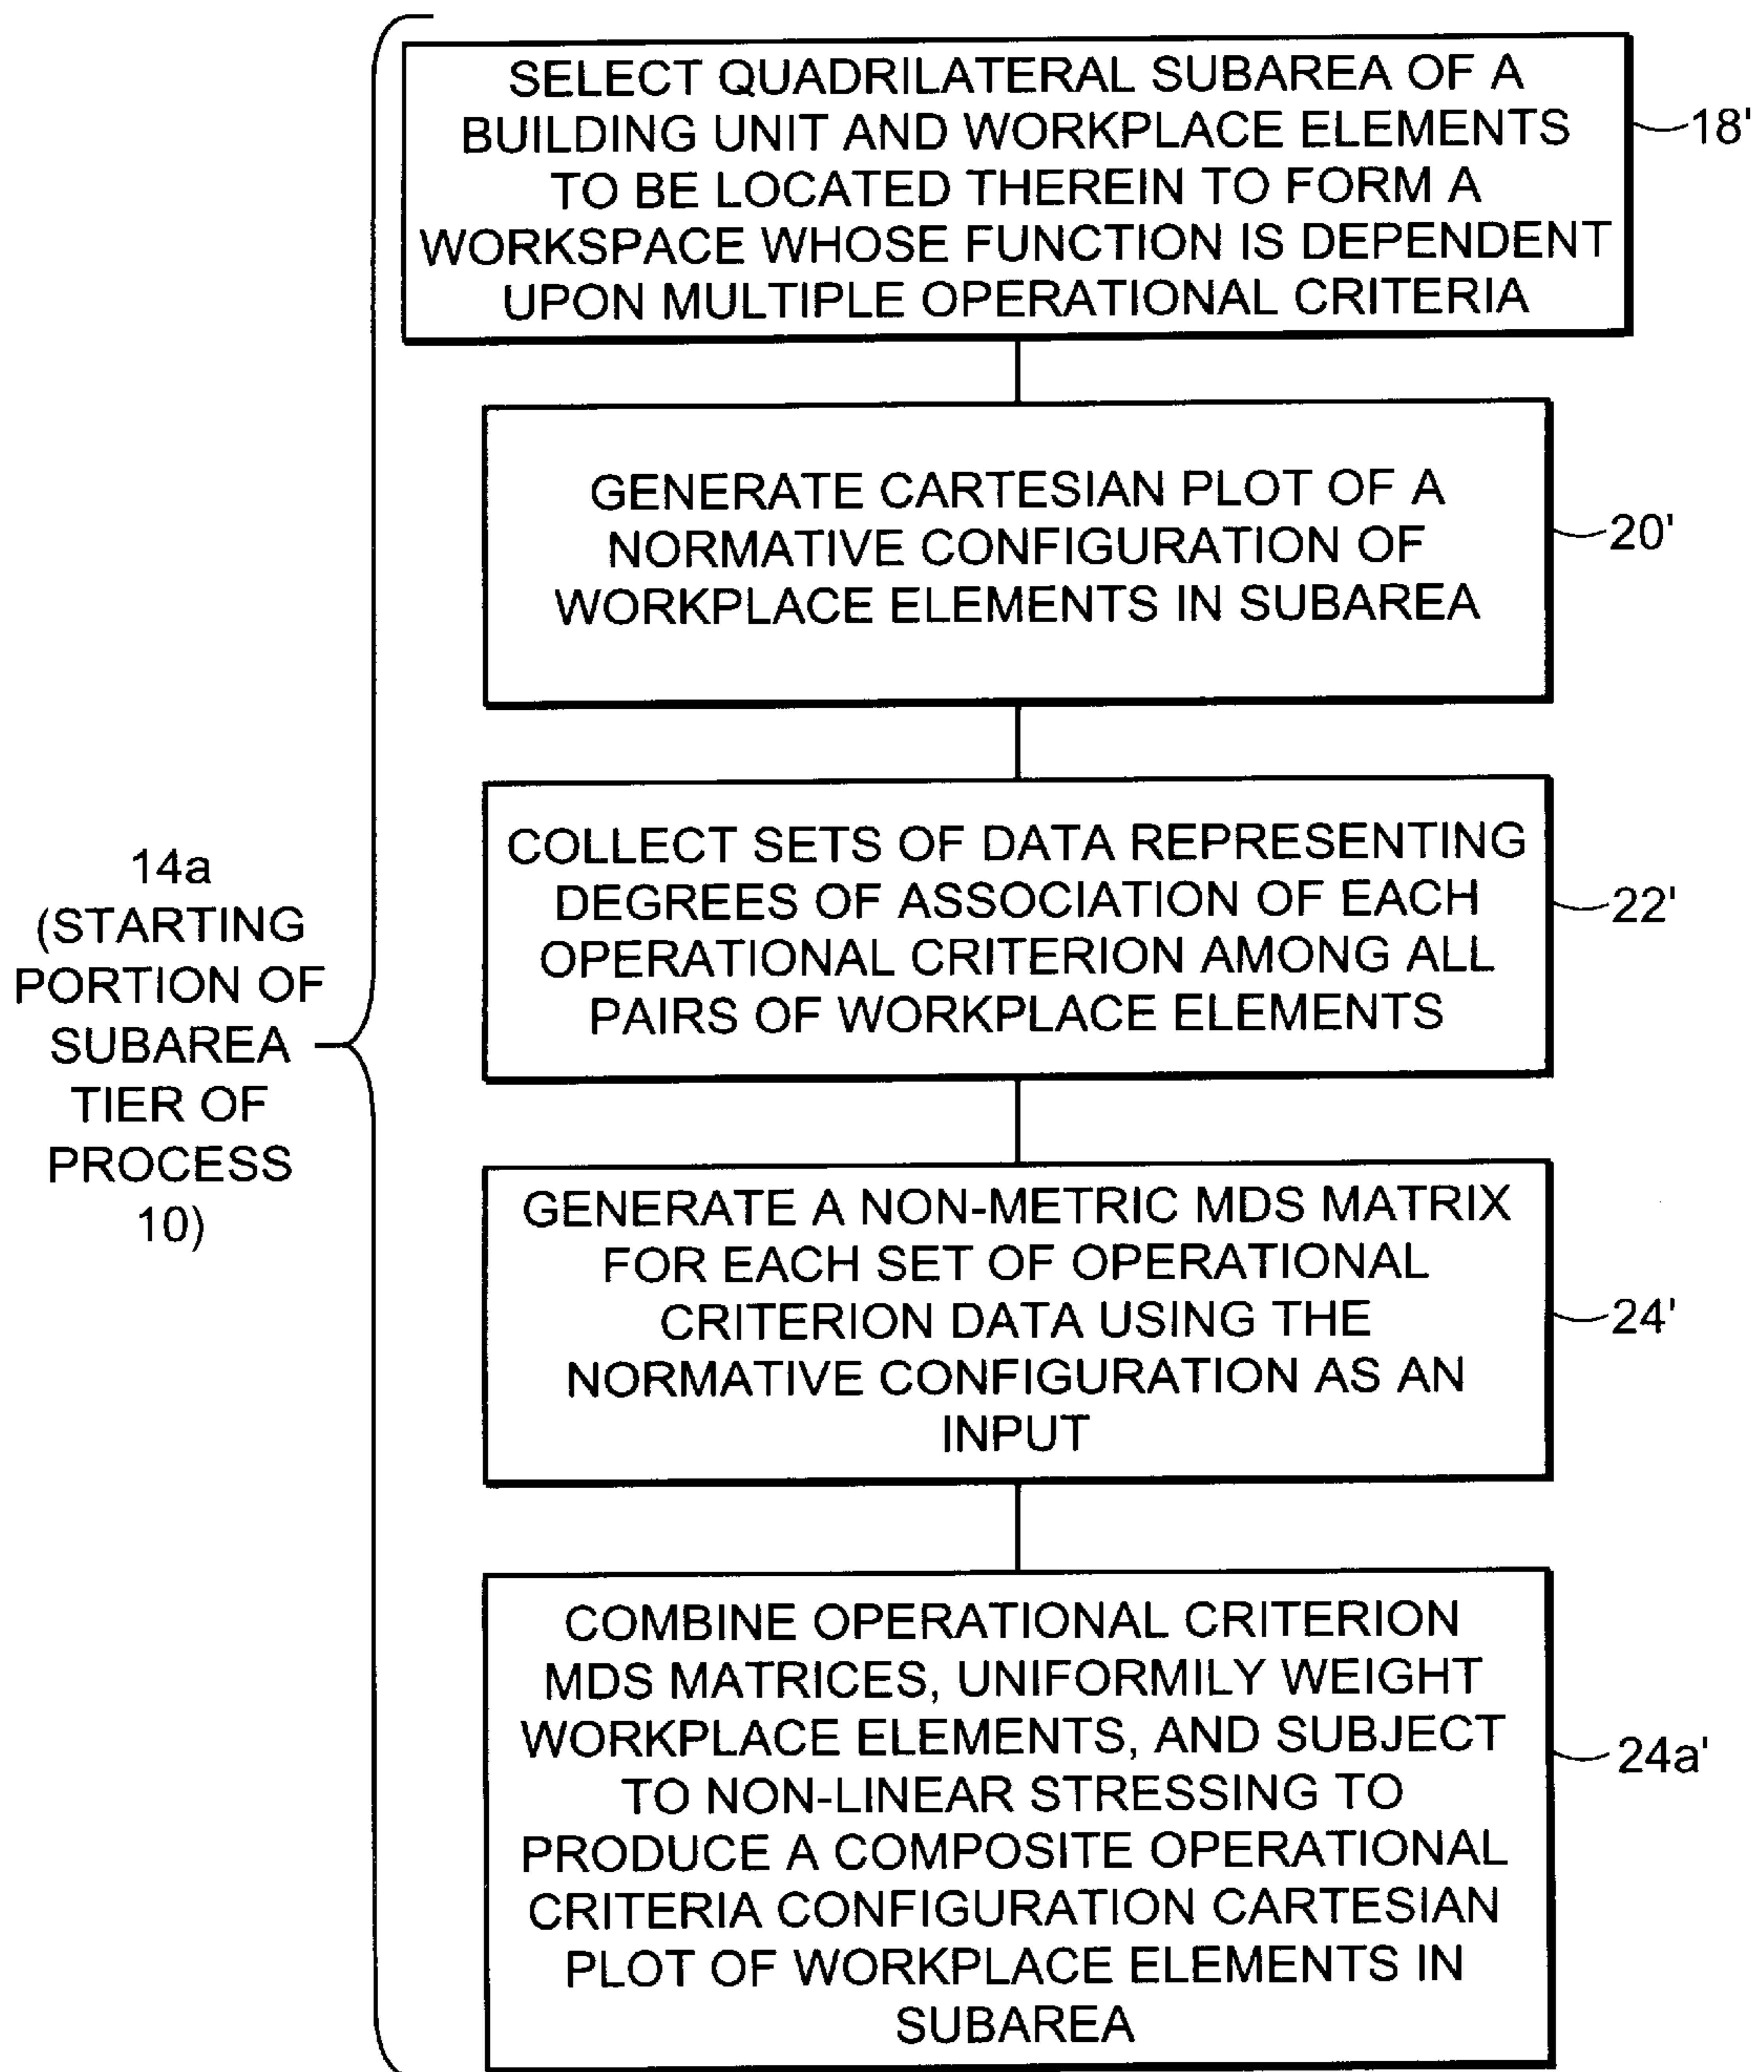 SELECT QUADRILATERAL SUBAREA OF A
BUILDING UNIT AND WORKPLACE ELEMENTS
TO BE LOCATED THEREIN TO FORM A
WORKSPACE WHOSE FUNCTION IS DEPENDENT
UPON MULTIPLE OPERATIONAL CRITERIA
18'
GENERATE CARTESIAN PLOT OF A
NORMATIVE CONFIGURATION OF
WORKPLACE ELEMENTS IN SUBAREA
20'
COLLECT SETS OF DATA REPRESENTING
DEGREES OF ASSOCIATION OF EACH
OPERATIONAL CRITERION AMONG ALL
PAIRS OF WORKPLACE ELEMENTS
22'
14a
(STARTING
PORTION OF
SUBAREA
TIER OF
PROCESS
10)
GENERATE A NON-METRIC MDS MATRIX
FOR EACH SET OF OPERATIONAL
CRITERION DATA USING THE
NORMATIVE CONFIGURATION AS AN
INPUT
24'
COMBINE OPERATIONAL CRITERION
MDS MATRICES, UNIFORMILY WEIGHT
WORKPLACE ELEMENTS, AND SUBJECT
TO NON-LINEAR STRESSING TO
PRODUCE A COMPOSITE OPERATIONAL
CRITERIA CONFIGURATION CARTESIAN
PLOT OF WORKPLACE ELEMENTS IN
SUBAREA
24a'